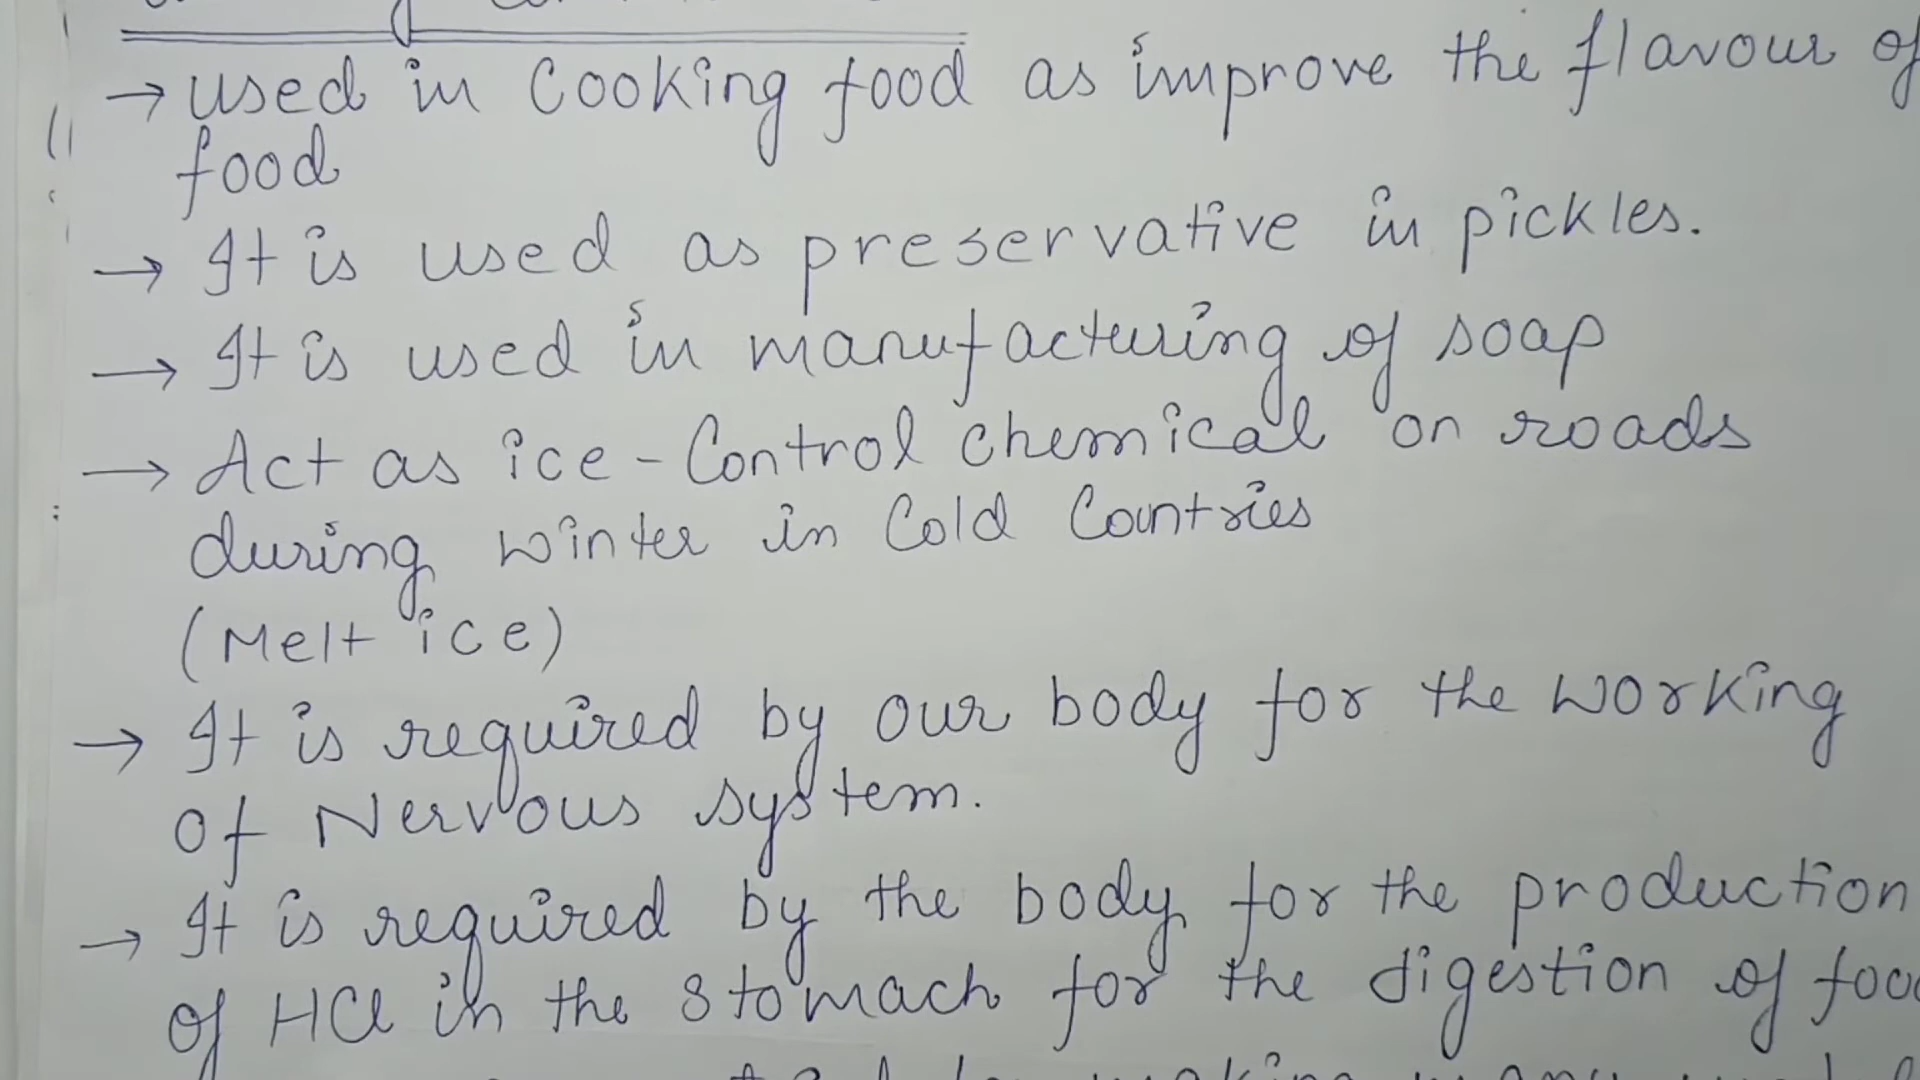 → used in Cooking food as improve the flavour of
food
→ It is used as preservative in pickles.
→ It is used in manufacturing of soap
→ Act as ice-Control chemical on roads
during winter in Cold Countries
(Melt ice)
→ It is required by our body for the working
of Nervous system.
→ It is required by the body for the production
of HCl in the stomach for the digestion of food